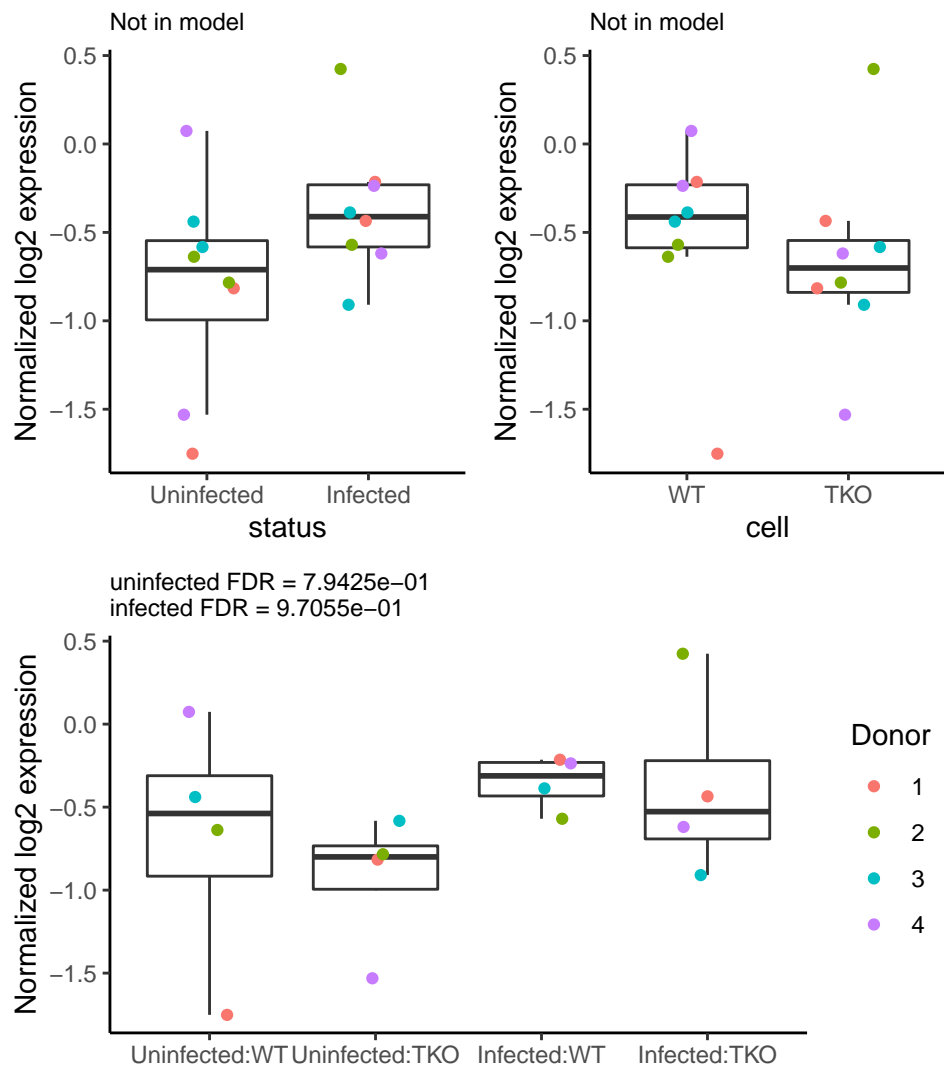 Not in model
Normalized log2 expression
0.5
0.0
−0.5
−1.0
−1.5
Uninfected Infected
status
Not in model
Normalized log2 expression
0.5
0.0
−0.5
−1.0
−1.5
WT TKO
cell
uninfected FDR = 7.9425e−01
infected FDR = 9.7055e−01
Normalized log2 expression
0.5
0.0
−0.5
−1.0
−1.5
Uninfected:WT Uninfected:TKO Infected:WT Infected:TKO
Donor
1
2
3
4